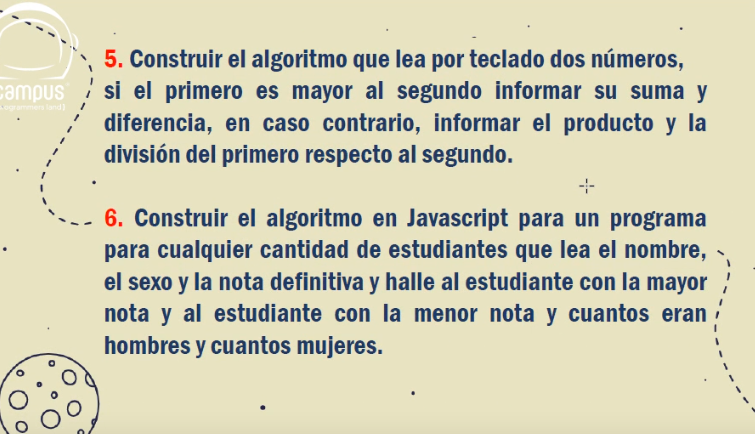 campus
5. Construir el algoritmo que lea por teclado dos números,
si el primero es mayor al segundo informar su suma y
diferencia, en caso contrario, informar el producto y la
división del primero respecto al segundo.
6. Construir el algoritmo en Javascript para un programa
para cualquier cantidad de estudiantes que lea el nombre,
el sexo y la nota definitiva y halle al estudiante con la mayor
nota y al estudiante con la menor nota y cuantos eran
hombres y cuantos mujeres.